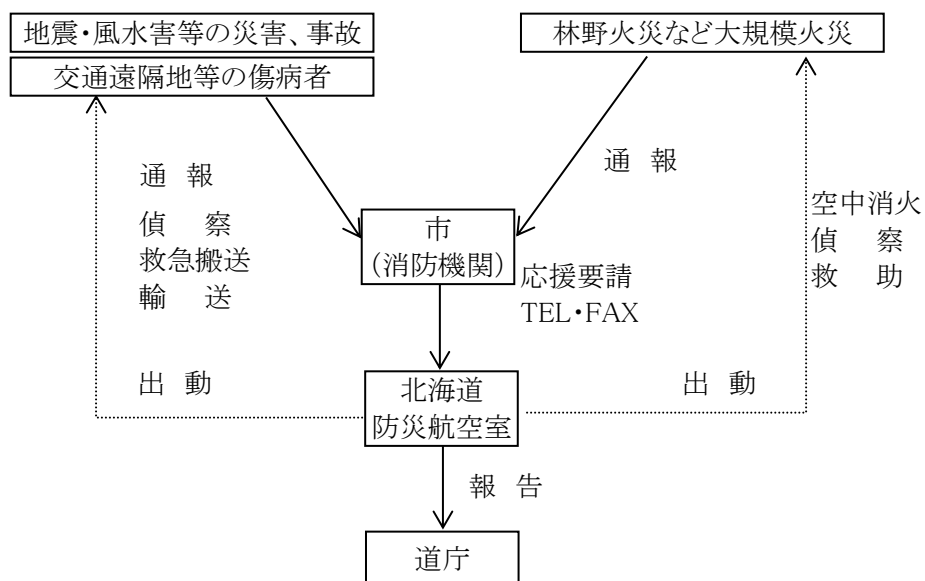 地震・風水害等の災害、事故
交通遠隔地等の傷病者
林野火災など大規模火災
通 報
偵 察
救急搬送
輸 送
通 報
空中消火
偵 察
救 助
市
（消防機関）
応援要請
TEL・FAX
出 動
出 動
北海道
防災航空室
報 告
道庁